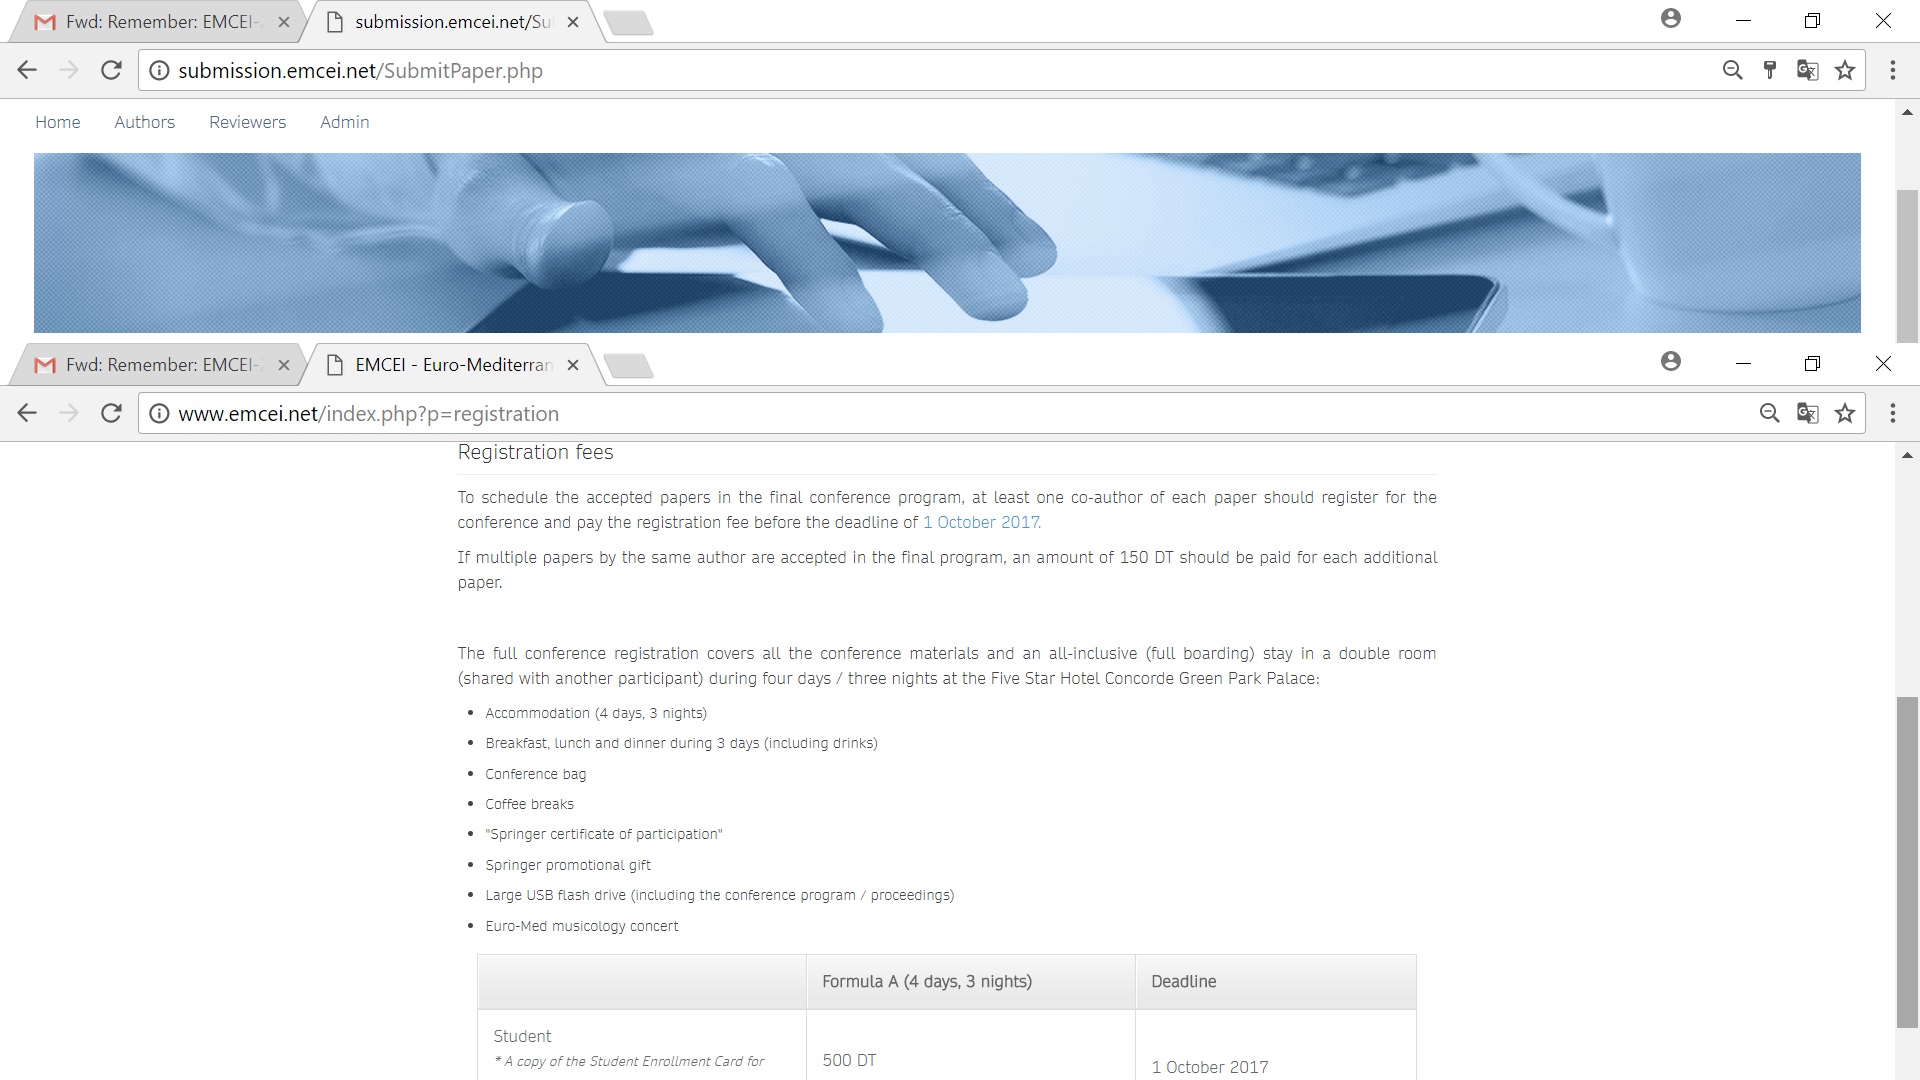 Fwd: Remember: EMCEI-
submission.emcei.net/Su
submission.emcei.net/SubmitPaper.php
Home Authors Reviewers Admin
Fwd: Remember: EMCEI-
EMCEI - Euro-Mediterran
www.emcei.net/index.php?p=registration
Registration fees
To schedule the accepted papers in the final conference program, at least one co-author of each paper should register for the
conference and pay the registration fee before the deadline of 1 October 2017.
If multiple papers by the same author are accepted in the final program, an amount of 150 DT should be paid for each additional
paper.
The full conference registration covers all the conference materials and an all-inclusive (full boarding) stay in a double room
(shared with another participant) during four days / three nights at the Five Star Hotel Concorde Green Park Palace:
• Accommodation (4 days, 3 nights)
• Breakfast, lunch and dinner during 3 days (including drinks)
• Conference bag
• Coffee breaks
• "Springer certificate of participation"
• Springer promotional gift
• Large USB flash drive (including the conference program / proceedings)
• Euro-Med musicology concert
Formula A (4 days, 3 nights) Deadline
Student
* A copy of the Student Enrollment Card for
500 DT
1 October 2017